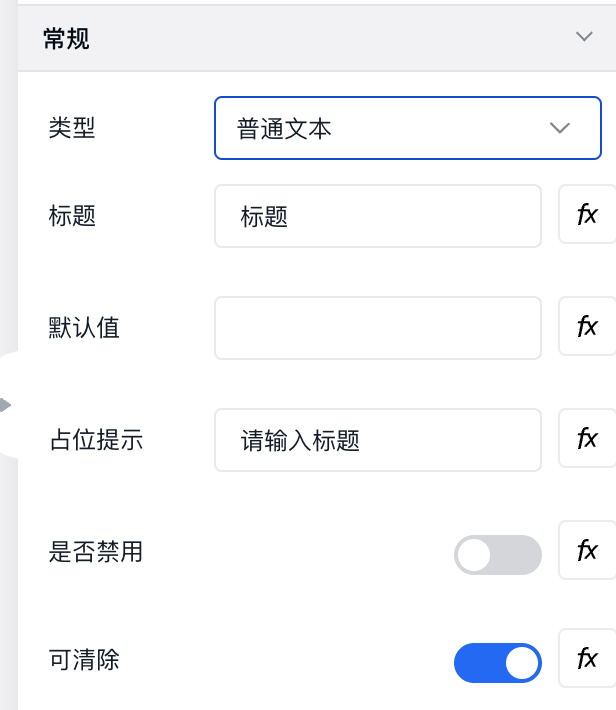 常规
类型 普通文本
标题 标题 fx
默认值 fx
占位提示 请输入标题 fx
是否禁用 fx
可清除 fx